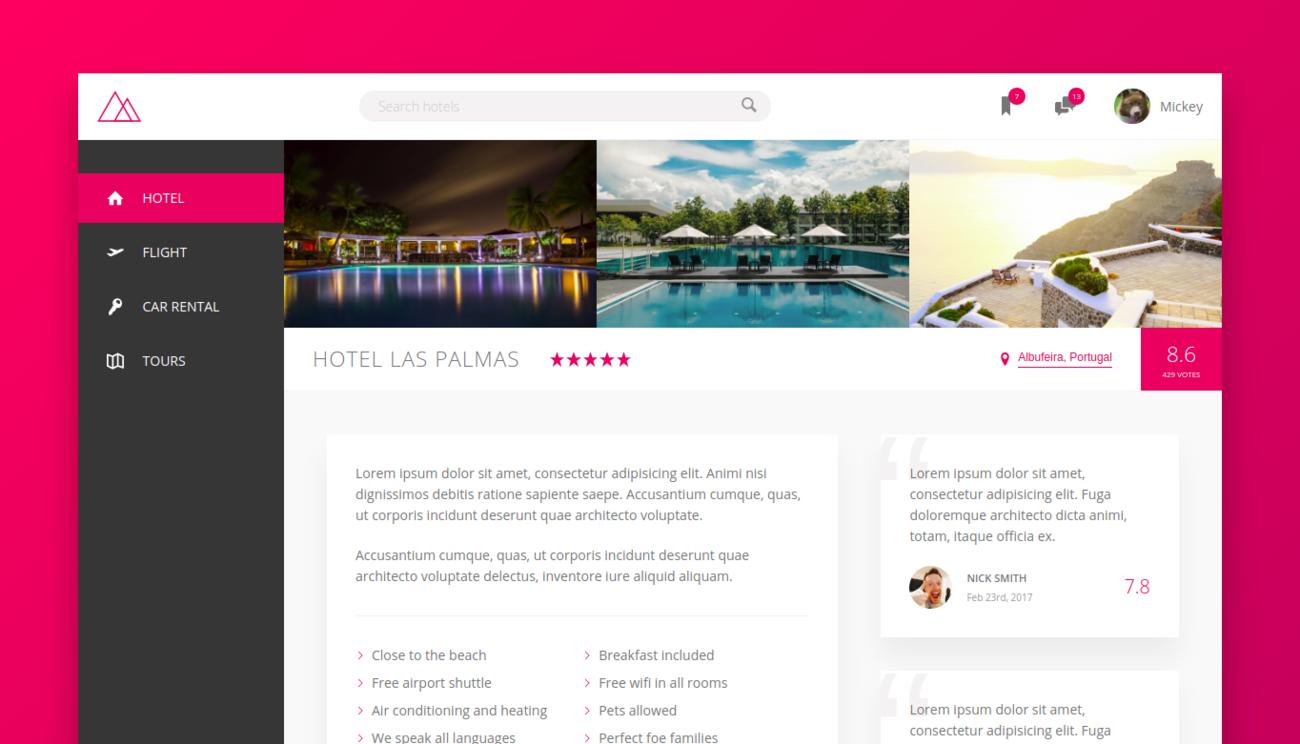 Search hotels
7
13
Mickey
HOTEL
FLIGHT
CAR RENTAL
TOURS
HOTEL LAS PALMAS
Albufeira, Portugal
8.6
429 VOTES
Lorem ipsum dolor sit amet, consectetur adipisicing elit. Animi nisi
dignissimos debitis ratione sapiente saepe. Accusantium cumque, quas,
ut corporis incidunt deserunt quae architecto voluptate.
Accusantium cumque, quas, ut corporis incidunt deserunt quae
architecto voluptate delectus, inventore iure aliquid aliquam.
Close to the beach
Free airport shuttle
Air conditioning and heating
We speak all languages
Breakfast included
Free wifi in all rooms
Pets allowed
Perfect foe families
“
Lorem ipsum dolor sit amet,
consectetur adipisicing elit. Fuga
doloremque architecto dicta animi,
totam, itaque officia ex.
NICK SMITH
Feb 23rd, 2017
7.8
“
Lorem ipsum dolor sit amet,
consectetur adipisicing elit. Fuga